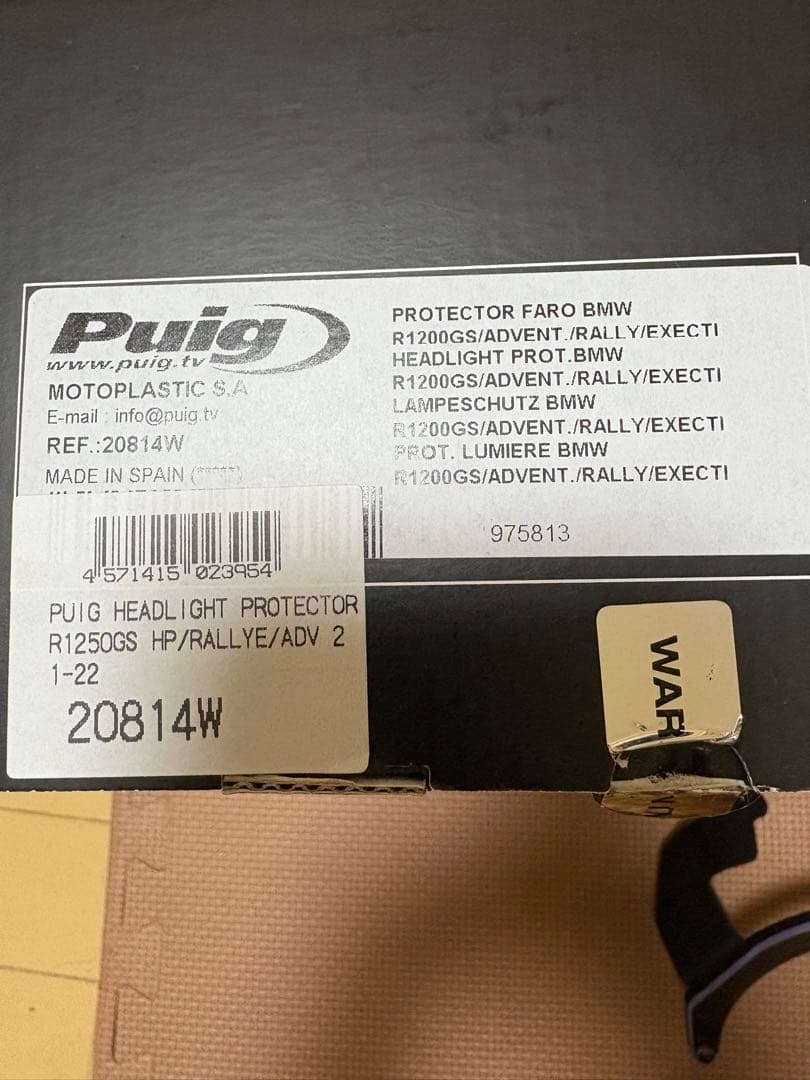 Puig
www.puig.tv
MOTOPLASTIC S.A
E-mail : info@puig.tv
REF.:20814W
MADE IN SPAIN (*****)
PROTECTOR FARO BMW
R1200GS/ADVENT./RALLY/EXECTI
HEADLIGHT PROT.BMW
R1200GS/ADVENT./RALLY/EXECTI
LAMPESCHUTZ BMW
R1200GS/ADVENT./RALLY/EXECTI
PROT. LUMIERE BMW
R1200GS/ADVENT./RALLY/EXECTI
975813
4 571415 023954
PUIG HEADLIGHT PROTECTOR
R1250GS HP/RALLYE/ADV 2
1-22
20814W
WAR